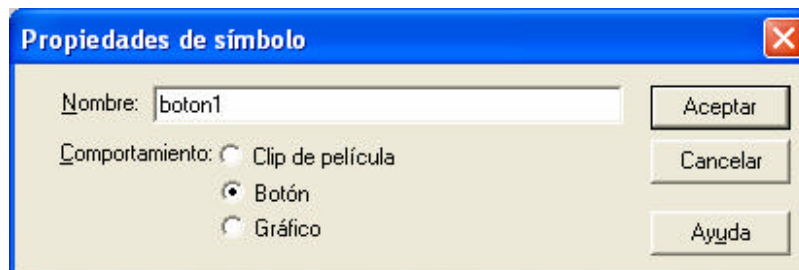 Propiedades de símbolo
Nombre: boton1
Aceptar
Comportamiento: Clip de película
Cancelar
Botón
Gráfico
Ayuda